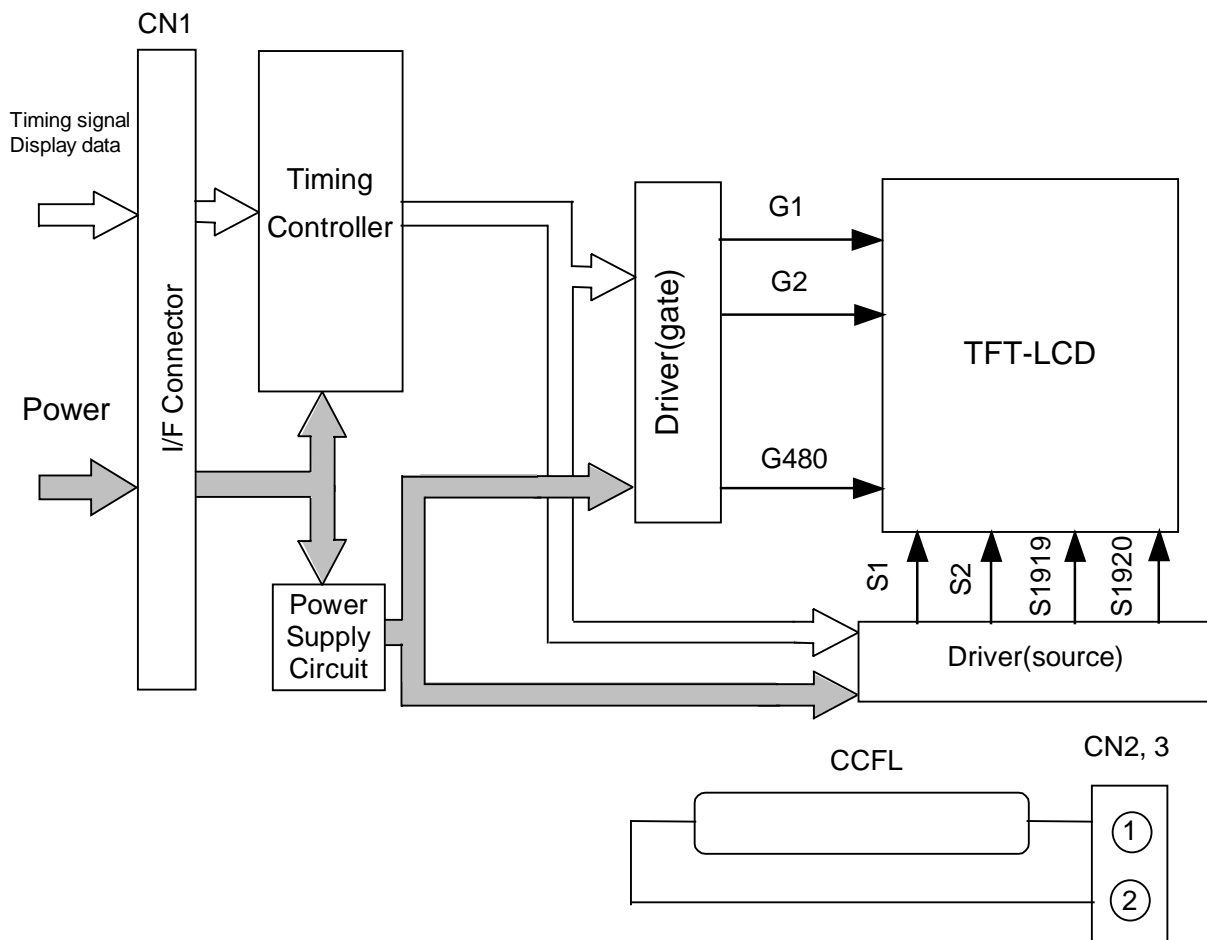 CN1
Timing signal
Display data
Power
I/F Connector
Timing
Controller
Power
Supply
Circuit
Driver(gate)
G1
G2
G480
TFT-LCD
S1
S2
S1919
S1920
Driver(source)
CCFL
CN2, 3
1
2